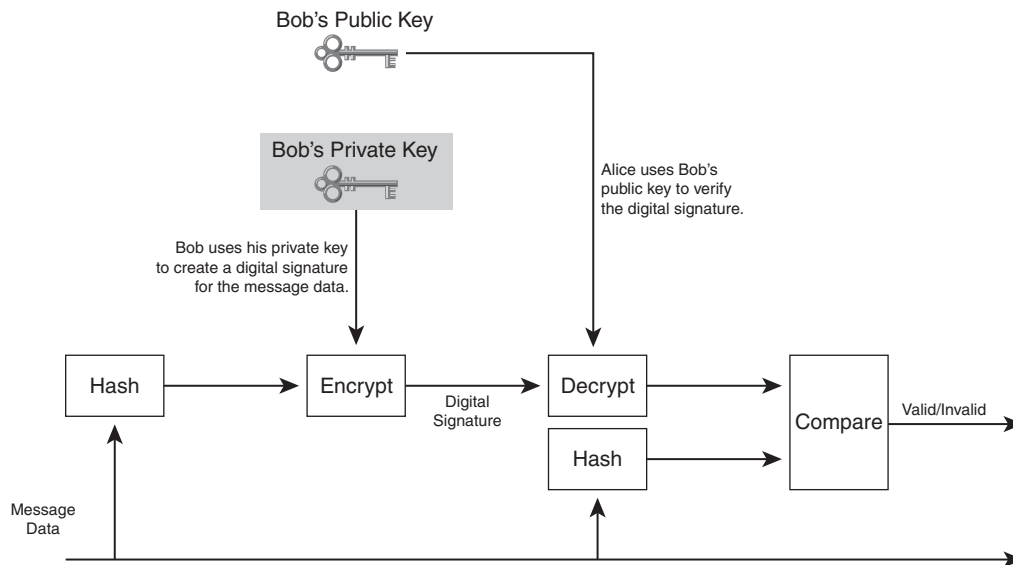 Bob's Public Key
Bob's Private Key
Alice uses Bob's
public key to verify
the digital signature.
Bob uses his private key
to create a digital signature
for the message data.
Hash
Encrypt
Digital
Signature
Decrypt
Hash
Compare
Valid/Invalid
Message
Data